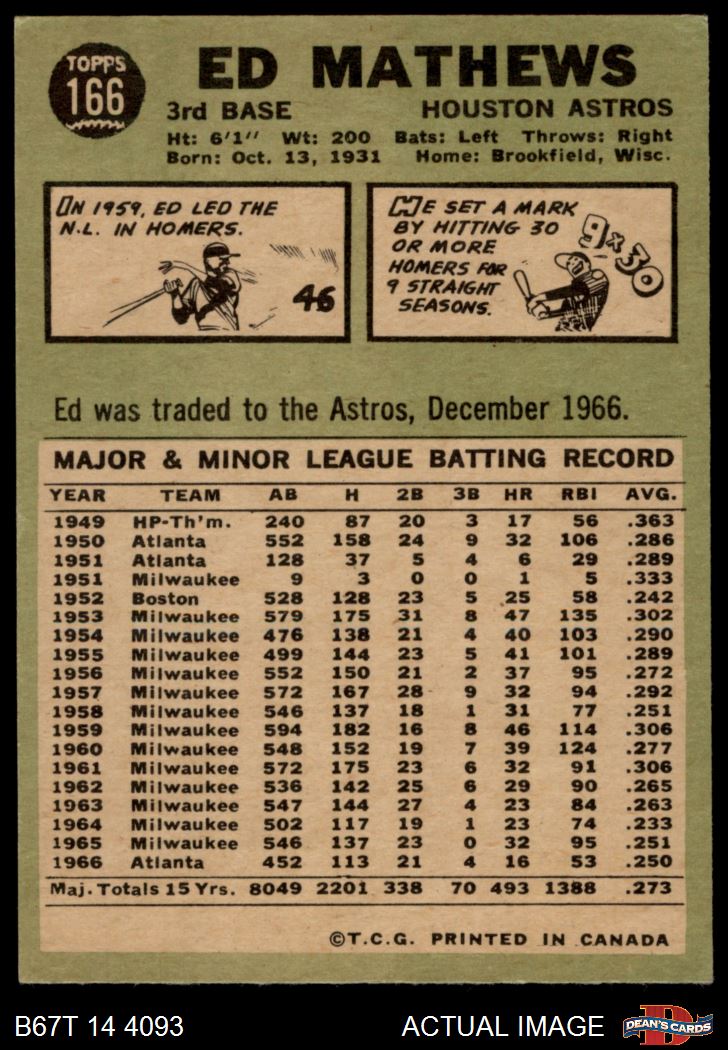 TOPPS
166
ED MATHEWS
3rd BASE HOUSTON ASTROS
Ht: 6'1" Wt: 200 Bats: Left Throws: Right
Born: Oct. 13, 1931 Home: Brookfield, Wisc.
IN 1959, ED LED THE
N.L. IN HOMERS.
46
HE SET A MARK
BY HITTING 30
OR MORE
HOMERS FOR
9 STRAIGHT
SEASONS.
9 x 30
Ed was traded to the Astros, December 1966.
MAJOR & MINOR LEAGUE BATTING RECORD
YEAR TEAM AB H 2B 3B HR RBI AVG.
1949 HP-Th'm. 240 87 20 3 17 56 .363
1950 Atlanta 552 158 24 9 32 106 .286
1951 Atlanta 128 37 5 4 6 29 .289
1951 Milwaukee 9 3 0 0 1 5 .333
1952 Boston 528 128 23 5 25 58 .242
1953 Milwaukee 579 175 31 8 47 135 .302
1954 Milwaukee 476 138 21 4 40 103 .290
1955 Milwaukee 499 144 23 5 41 101 .289
1956 Milwaukee 552 150 21 2 37 95 .272
1957 Milwaukee 572 167 28 9 32 94 .292
1958 Milwaukee 546 137 18 1 31 77 .251
1959 Milwaukee 594 182 16 8 46 114 .306
1960 Milwaukee 548 152 19 7 39 124 .277
1961 Milwaukee 572 175 23 6 32 91 .306
1962 Milwaukee 536 142 25 6 29 90 .265
1963 Milwaukee 547 144 27 4 23 84 .263
1964 Milwaukee 502 117 19 1 23 74 .233
1965 Milwaukee 546 137 23 0 32 95 .251
1966 Atlanta 452 113 21 4 16 53 .250
Maj. Totals 15 Yrs. 8049 2201 338 70 493 1388 .273
©T.C.G. PRINTED IN CANADA
B67T 14 4093 ACTUAL IMAGE
DEAN'S CARDS